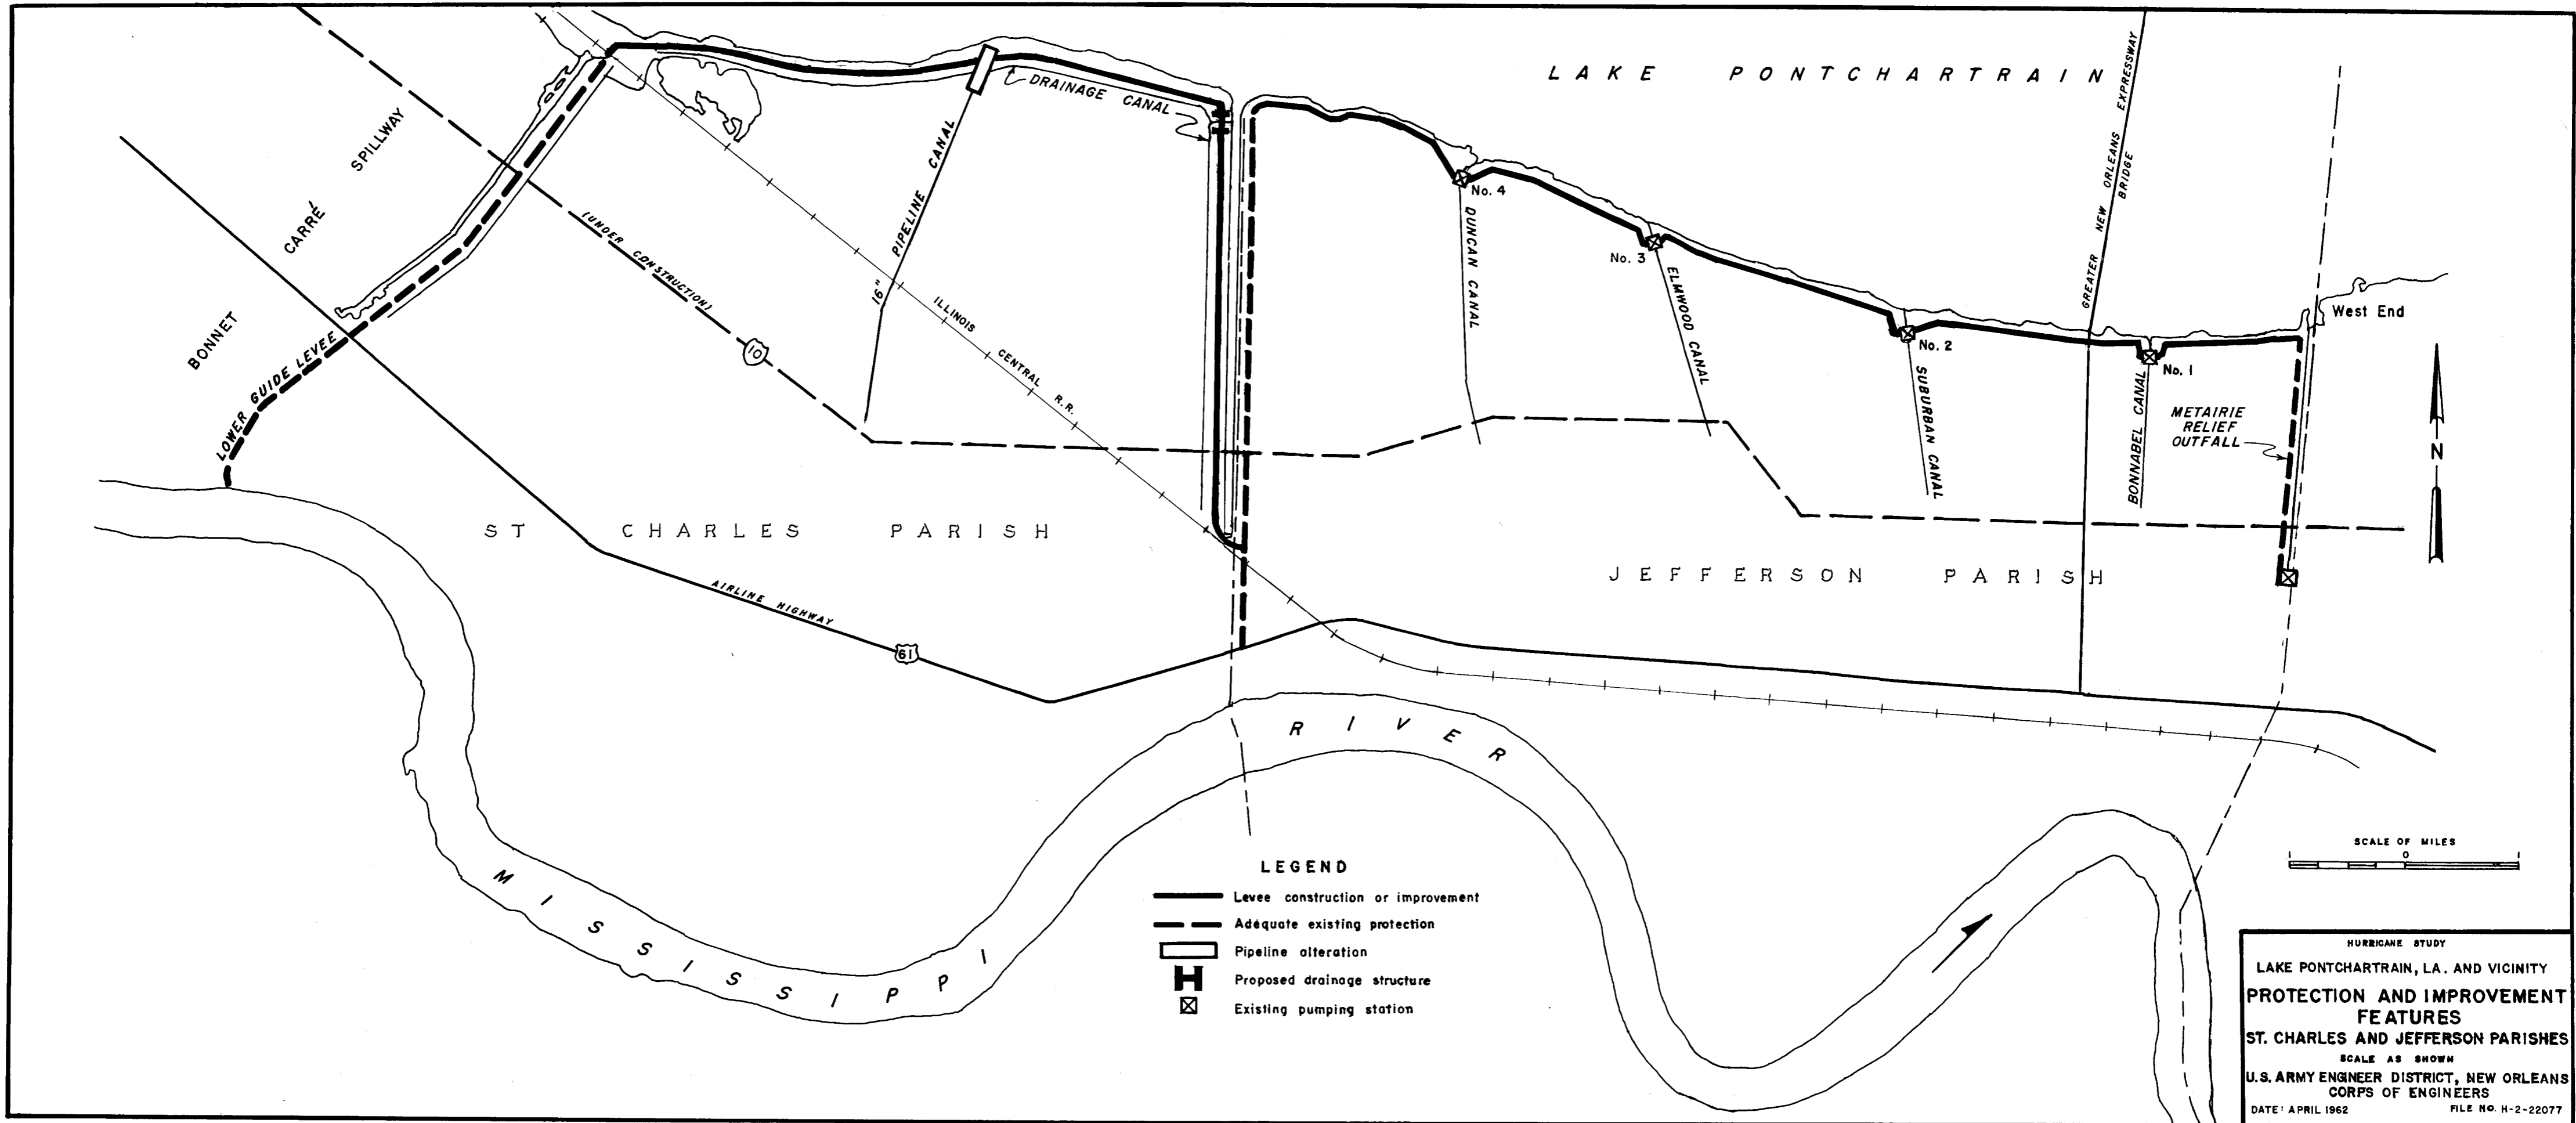 LAKE PONTCHARTRAIN
GREATER NEW ORLEANS EXPRESSWAY
BRIDGE
DRAINAGE CANAL
16" PIPELINE CANAL
BONNET CARRÉ SPILLWAY
LOWER GUIDE LEVEE
(UNDER CONSTRUCTION)
10
ILLINOIS CENTRAL R.R.
No. 4
DUNCAN CANAL
No. 3
ELMWOOD CANAL
No. 2
SUBURBAN CANAL
No. 1
BONNABEL CANAL
West End
METAIRIE
RELIEF
OUTFALL
N
ST CHARLES PARISH
JEFFERSON PARISH
AIRLINE HIGHWAY
61
MISSISSIPPI RIVER
LEGEND
Levee construction or improvement
Adequate existing protection
Pipeline alteration
Proposed drainage structure
Existing pumping station
SCALE OF MILES
1 0 1
HURRICANE STUDY
LAKE PONTCHARTRAIN, LA. AND VICINITY
PROTECTION AND IMPROVEMENT
FEATURES
ST. CHARLES AND JEFFERSON PARISHES
SCALE AS SHOWN
U.S. ARMY ENGINEER DISTRICT, NEW ORLEANS
CORPS OF ENGINEERS
DATE: APRIL 1962 FILE NO. H-2-22077